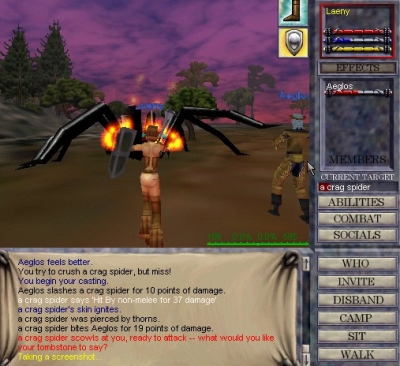 Laeny
EFFECTS
Aeglos
MEMBERS
CURRENT TARGET
a crag spider
ABILITIES
COMBAT
SOCIALS
Aeglos feels better.
You try to crush a crag spider, but miss!
You begin your casting.
Aeglos slashes a crag spider for 10 points of damage.
a crag spider says 'Hit By non-melee for 37 damage'
a crag spider's skin ignites.
a crag spider was pierced by thorns.
a crag spider bites Aeglos for 19 points of damage.
a crag spider scowls at you, ready to attack -- what would you like your tombstone to say?
Taking a screenshot...
WHO
INVITE
DISBAND
CAMP
SIT
WALK